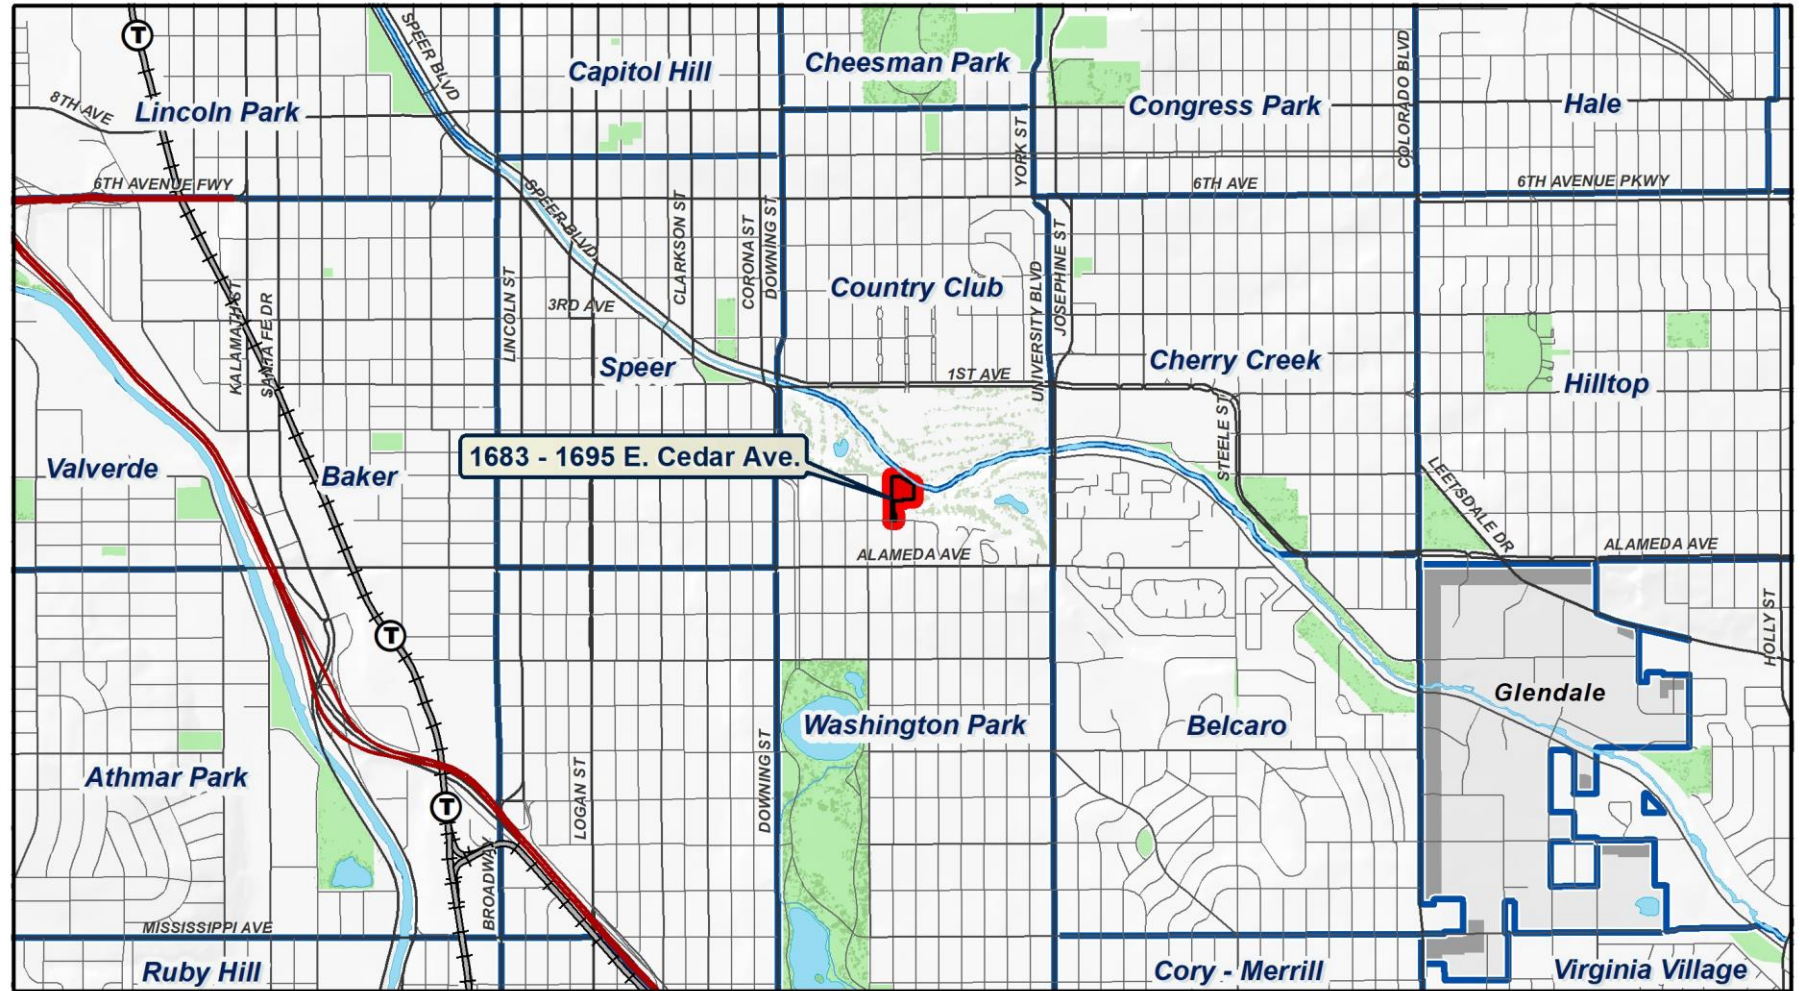 T
SPEER BLVD
Capitol Hill
Cheesman Park
Congress Park
COLORADO BLVD
Hale
8TH AVE
Lincoln Park
YORK ST
6TH AVENUE FWY
6TH AVE
6TH AVENUE PKWY
SPEER BLVD
CLARKSON ST
CORONA ST
DOWNING ST
Country Club
UNIVERSITY BLVD
JOSEPHINE ST
KALAMATH ST
SANTA FE DR
LINCOLN ST
3RD AVE
Speer
1ST AVE
Cherry Creek
Hilltop
STEELE ST
1683 - 1695 E. Cedar Ave.
Valverde
Baker
LEETSDALE DR
ALAMEDA AVE
ALAMEDA AVE
T
HOLLY ST
Glendale
Washington Park
Belcaro
Athmar Park
T
LOGAN ST
DOWNING ST
BROADWAY
MISSISSIPPI AVE
Ruby Hill
Cory - Merrill
Virginia Village